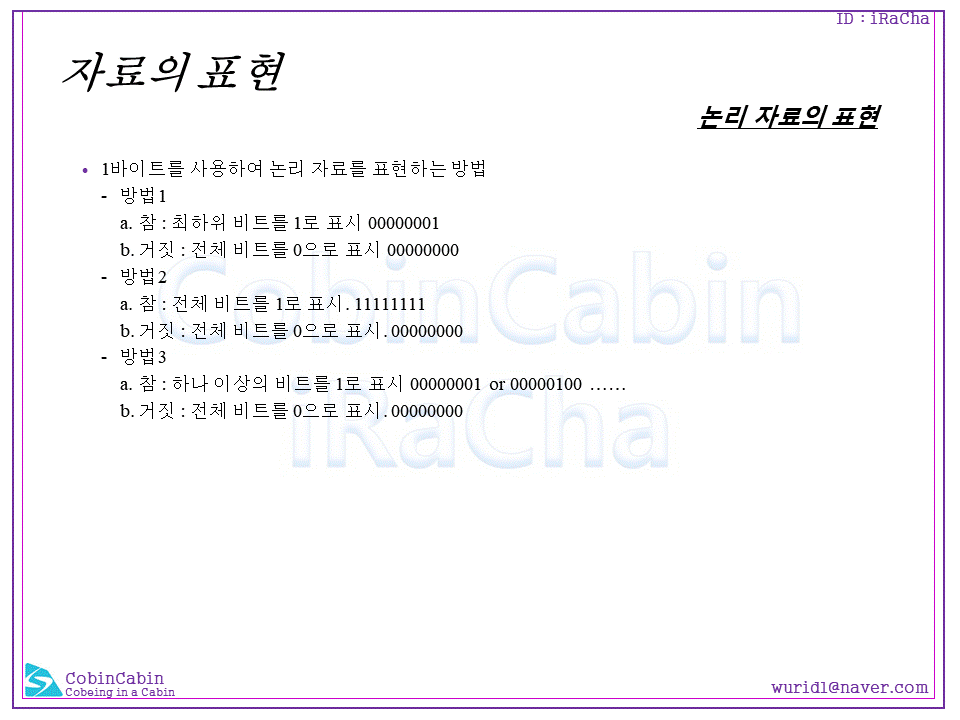 ID : iRaCha
자료의 표현
논리 자료의 표현
• 1바이트를 사용하여 논리 자료를 표현하는 방법
- 방법1
a. 참 : 최하위 비트를 1로 표시 00000001
b. 거짓 : 전체 비트를 0으로 표시 00000000
- 방법2
a. 참 : 전체 비트를 1로 표시. 11111111
b. 거짓 : 전체 비트를 0으로 표시. 00000000
- 방법3
a. 참 : 하나 이상의 비트를 1로 표시 00000001 or 00000100 ……
b. 거짓 : 전체 비트를 0으로 표시. 00000000
CobinCabin
iRaCha
CobinCabin
Cobeing in a Cabin
wurid1@naver.com